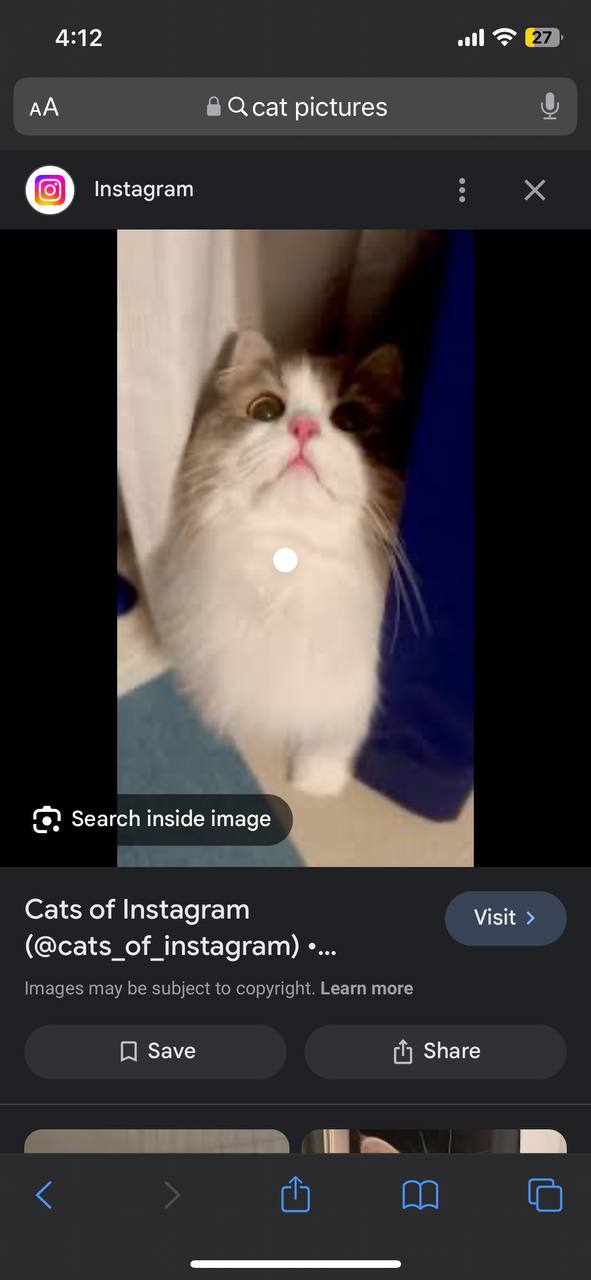 4:12
27
AA
cat pictures
Instagram
Search inside image
Cats of Instagram
(@cats_of_instagram) •...
Visit
Images may be subject to copyright. Learn more
Save
Share